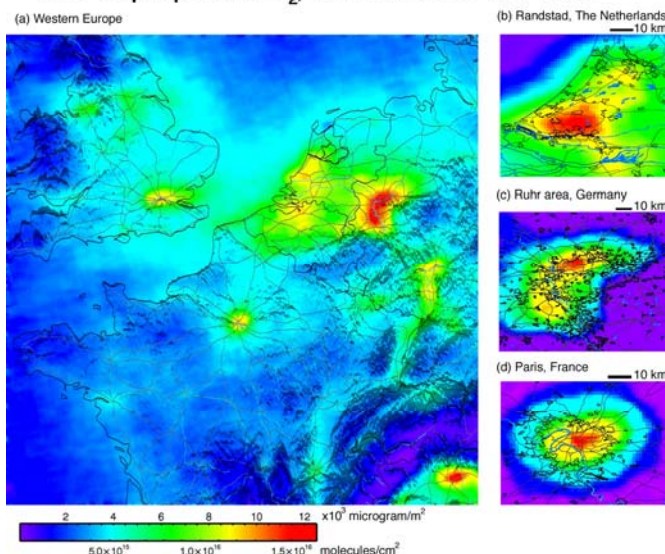 (a) Western Europe
(b) Randstad, The Netherlands
10 km
(c) Ruhr area, Germany
10 km
(d) Paris, France
10 km
2 4 6 8 10 12 x10³ microgram/m²
5.0×10¹⁵ 1.0×10¹⁶ 1.5×10¹⁶ molecules/cm²